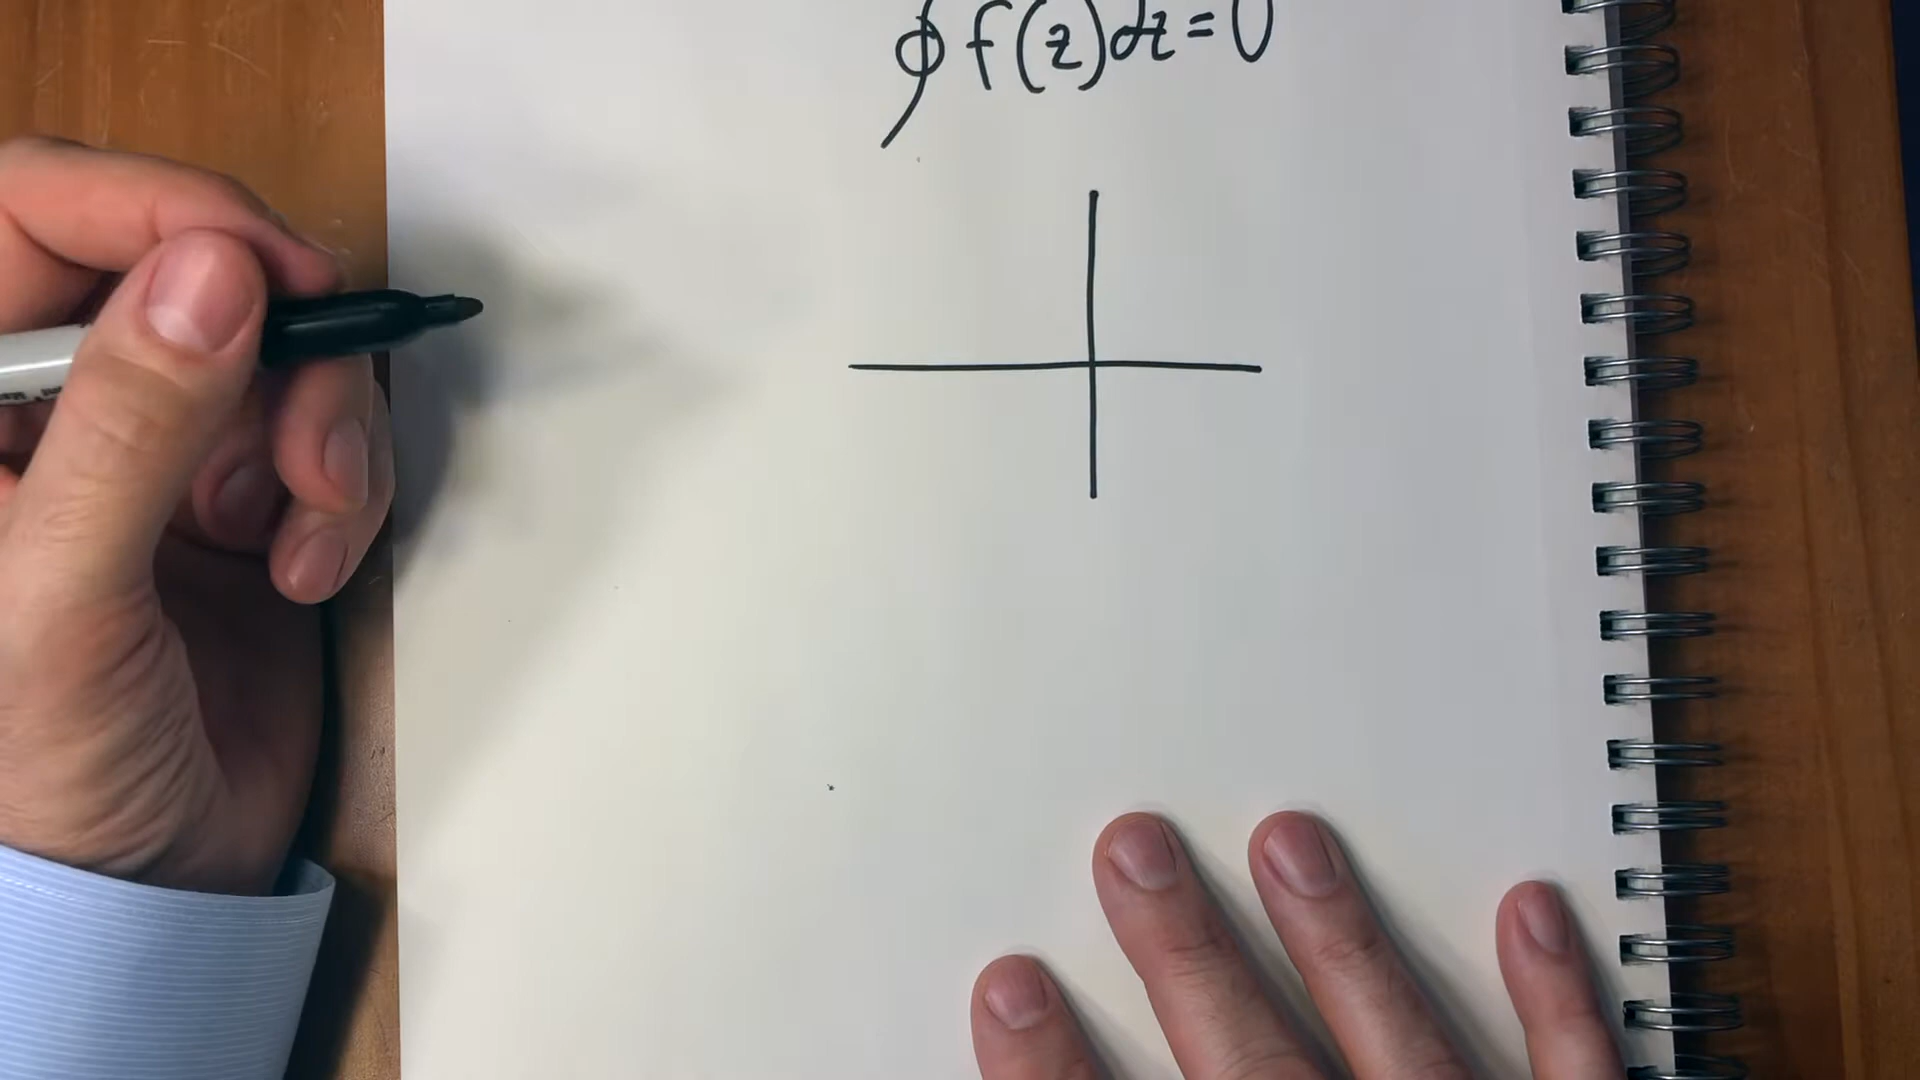 ∮ f(z)dz = 0